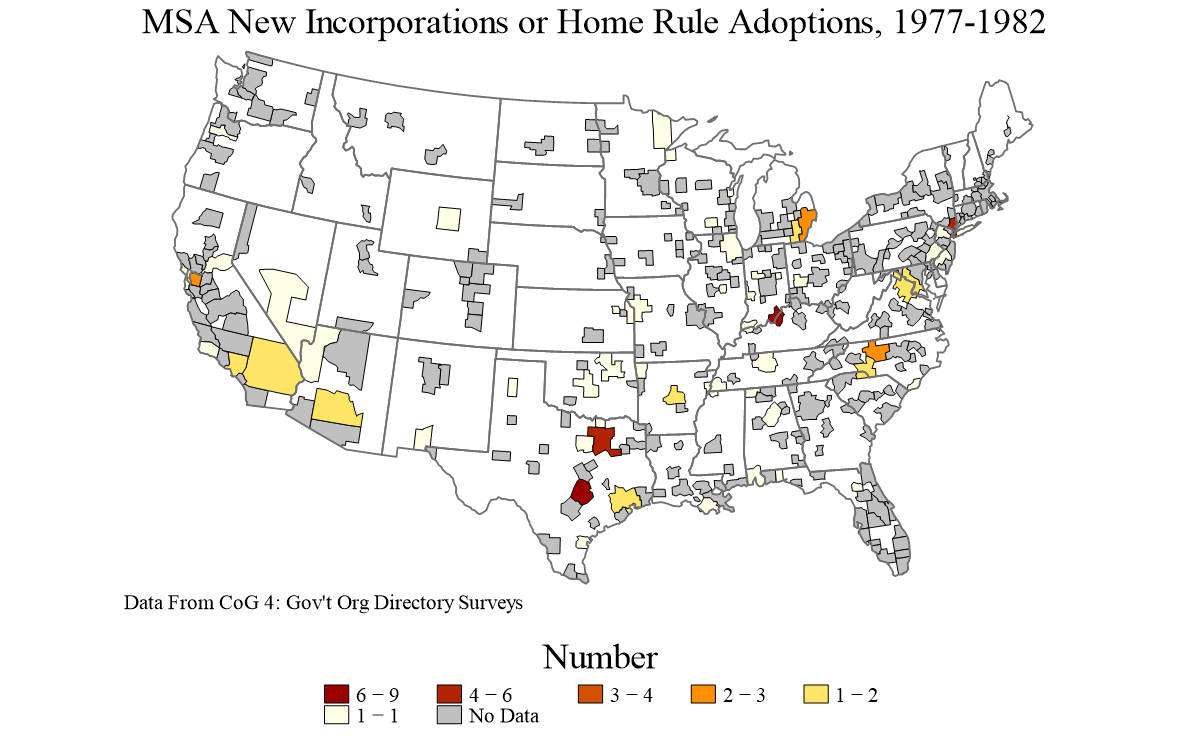 MSA New Incorporations or Home Rule Adoptions, 1977-1982
Data From CoG 4: Gov't Org Directory Surveys
Number
6 − 9 4 − 6 3 − 4 2 − 3 1 − 2
1 − 1 No Data